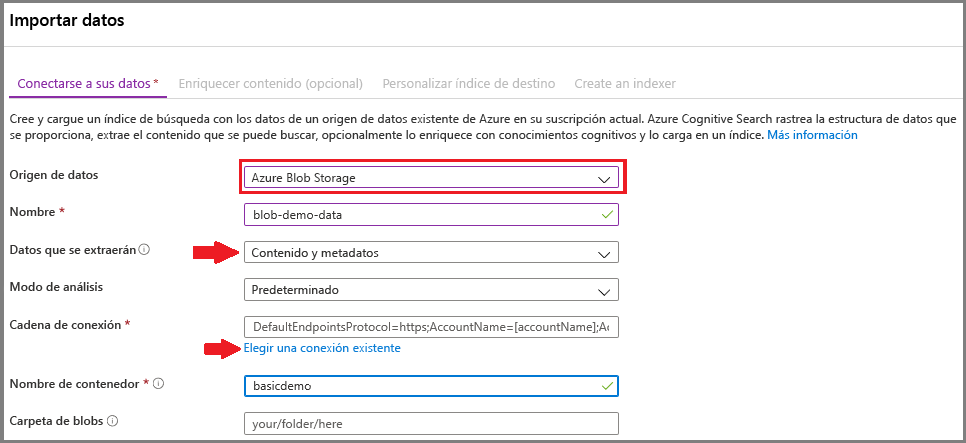 Importar datos
Conectarse a sus datos * Enriquecer contenido (opcional) Personalizar índice de destino Create an indexer
Cree y cargue un índice de búsqueda con los datos de un origen de datos existente de Azure en su suscripción actual. Azure Cognitive Search rastrea la estructura de datos que
se proporciona, extrae el contenido que se puede buscar, opcionalmente lo enriquece con conocimientos cognitivos y lo carga en un índice. Más información
Origen de datos Azure Blob Storage
Nombre * blob-demo-data
Datos que se extraerán Contenido y metadatos
Modo de análisis Predeterminado
Cadena de conexión * DefaultEndpointsProtocol=https;AccountName=[accountName];Ac
Elegir una conexión existente
Nombre de contenedor * basicdemo
Carpeta de blobs your/folder/here